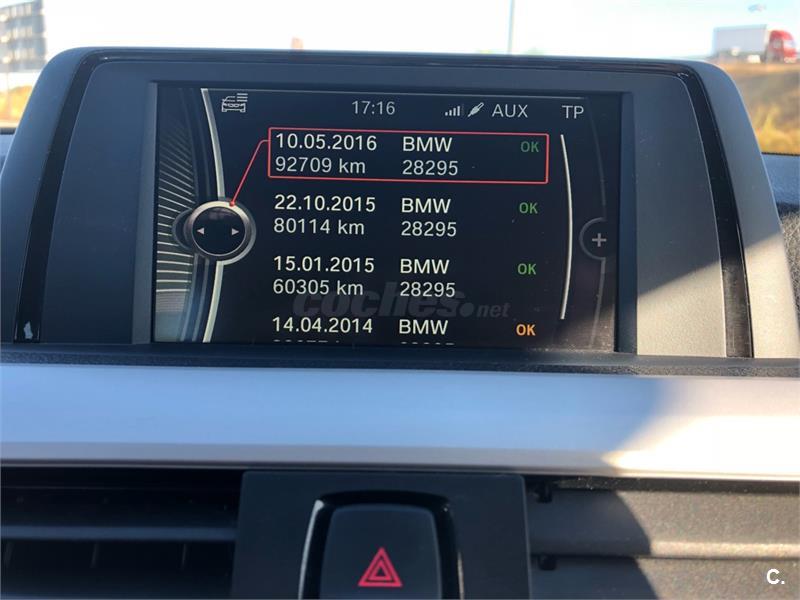 17:16 AUX TP
10.05.2016 BMW OK
92709 km 28295
22.10.2015 BMW OK
80114 km 28295
15.01.2015 BMW OK
60305 km 28295
coches.net
14.04.2014 BMW OK
C.